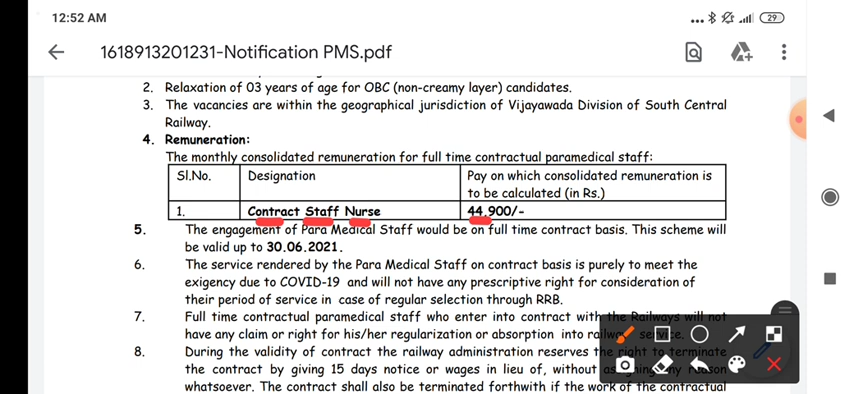 12:52 AM
29
1618913201231-Notification PMS.pdf
2. Relaxation of 03 years of age for OBC (non-creamy layer) candidates.
3. The vacancies are within the geographical jurisdiction of Vijayawada Division of South Central
Railway.
4. Remuneration:
The monthly consolidated remuneration for full time contractual paramedical staff:
Sl.No. Designation Pay on which consolidated remuneration is
to be calculated (in Rs.)
1. Contract Staff Nurse 44,900/-
5. The engagement of Para Medical Staff would be on full time contract basis. This scheme will
be valid up to 30.06.2021.
6. The service rendered by the Para Medical Staff on contract basis is purely to meet the
exigency due to COVID-19 and will not have any prescriptive right for consideration of
their period of service in case of regular selection through RRB.
7. Full time contractual paramedical staff who enter into contract with the Railways will not
have any claim or right for his/her regularization or absorption into railway service.
8. During the validity of contract the railway administration reserves the right to terminate
the contract by giving 15 days notice or wages in lieu of, without assigning any reason
whatsoever. The contract shall also be terminated forthwith if the work of the contractual